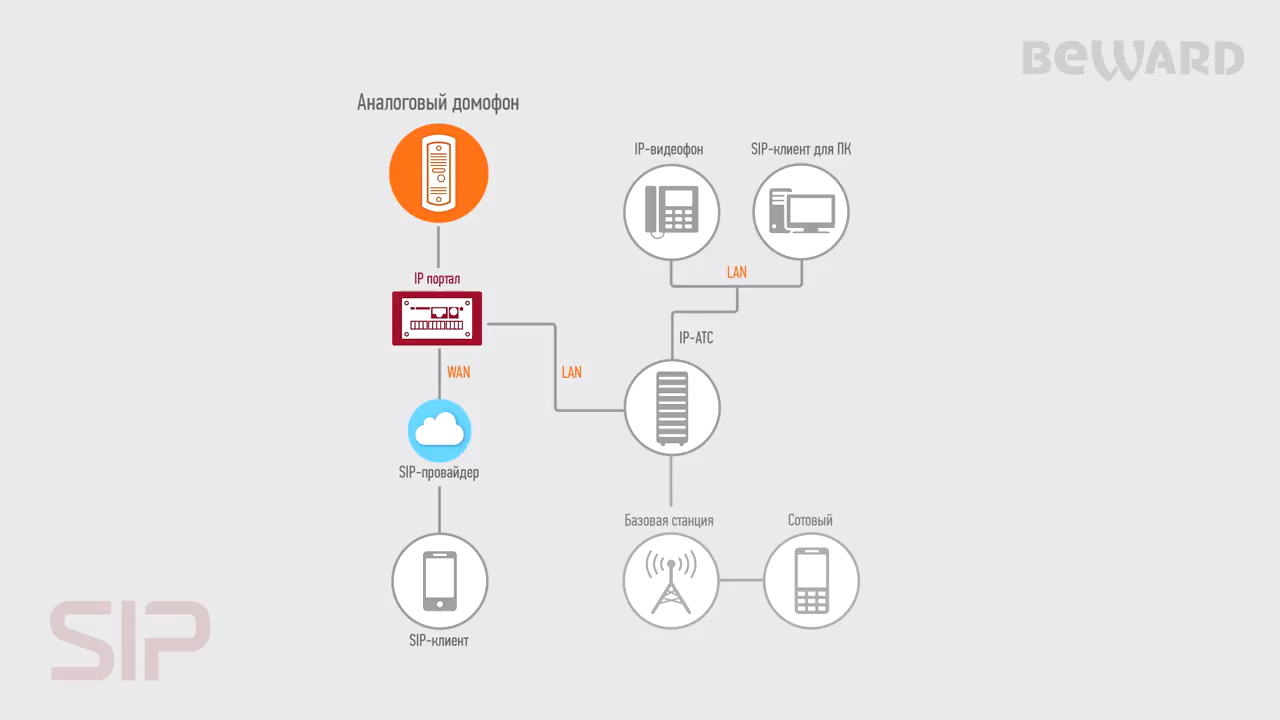 BEWARD
Аналоговый домофон
IP-видеофон
SIP-клиент для ПК
IP портал
LAN
IP-АТС
WAN
LAN
SIP-провайдер
Базовая станция
Сотовый
SIP-клиент
SIP